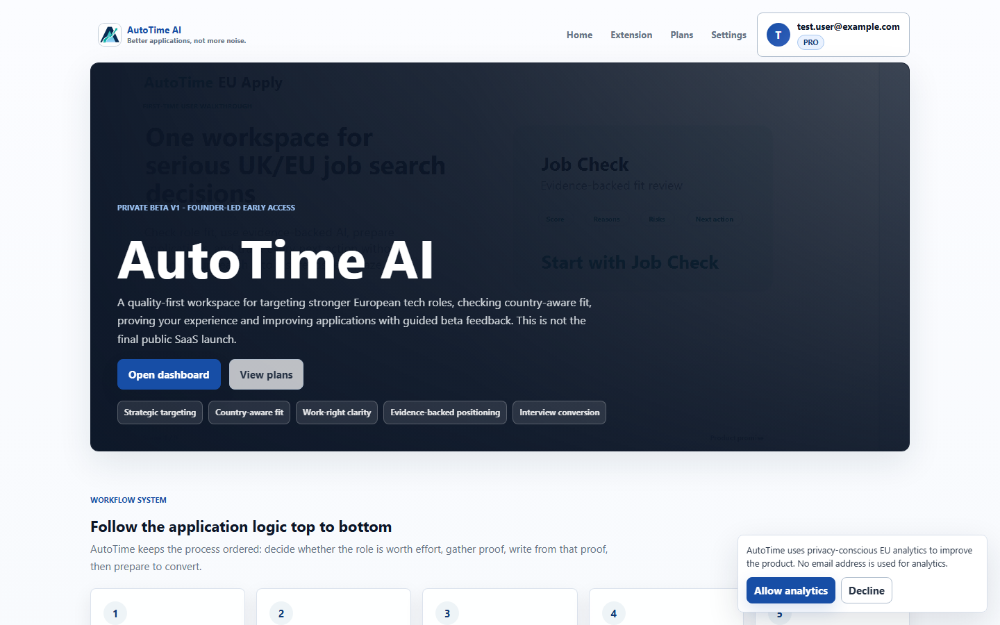 AutoTime AI
Better applications, not more noise.
Home
Extension
Plans
Settings
T
test.user@example.com
PRO
AutoTime EU Apply
One workspace for
serious UK/EU job search
decisions
Job Check
Evidence-backed fit review
Score
Reasons
Risks
Next action
Start with Job Check
PRIVATE BETA V1 - FOUNDER-LED EARLY ACCESS
AutoTime AI
A quality-first workspace for targeting stronger European tech roles, checking country-aware fit,
proving your experience and improving applications with guided beta feedback. This is not the
final public SaaS launch.
Open dashboard
View plans
Strategic targeting
Country-aware fit
Work-right clarity
Evidence-backed positioning
Interview conversion
WORKFLOW SYSTEM
Follow the application logic top to bottom
AutoTime keeps the process ordered: decide whether the role is worth effort, gather proof, write from that proof,
then prepare to convert.
1
2
3
4
5
AutoTime uses privacy-conscious EU analytics to improve
the product. No email address is used for analytics.
Allow analytics
Decline